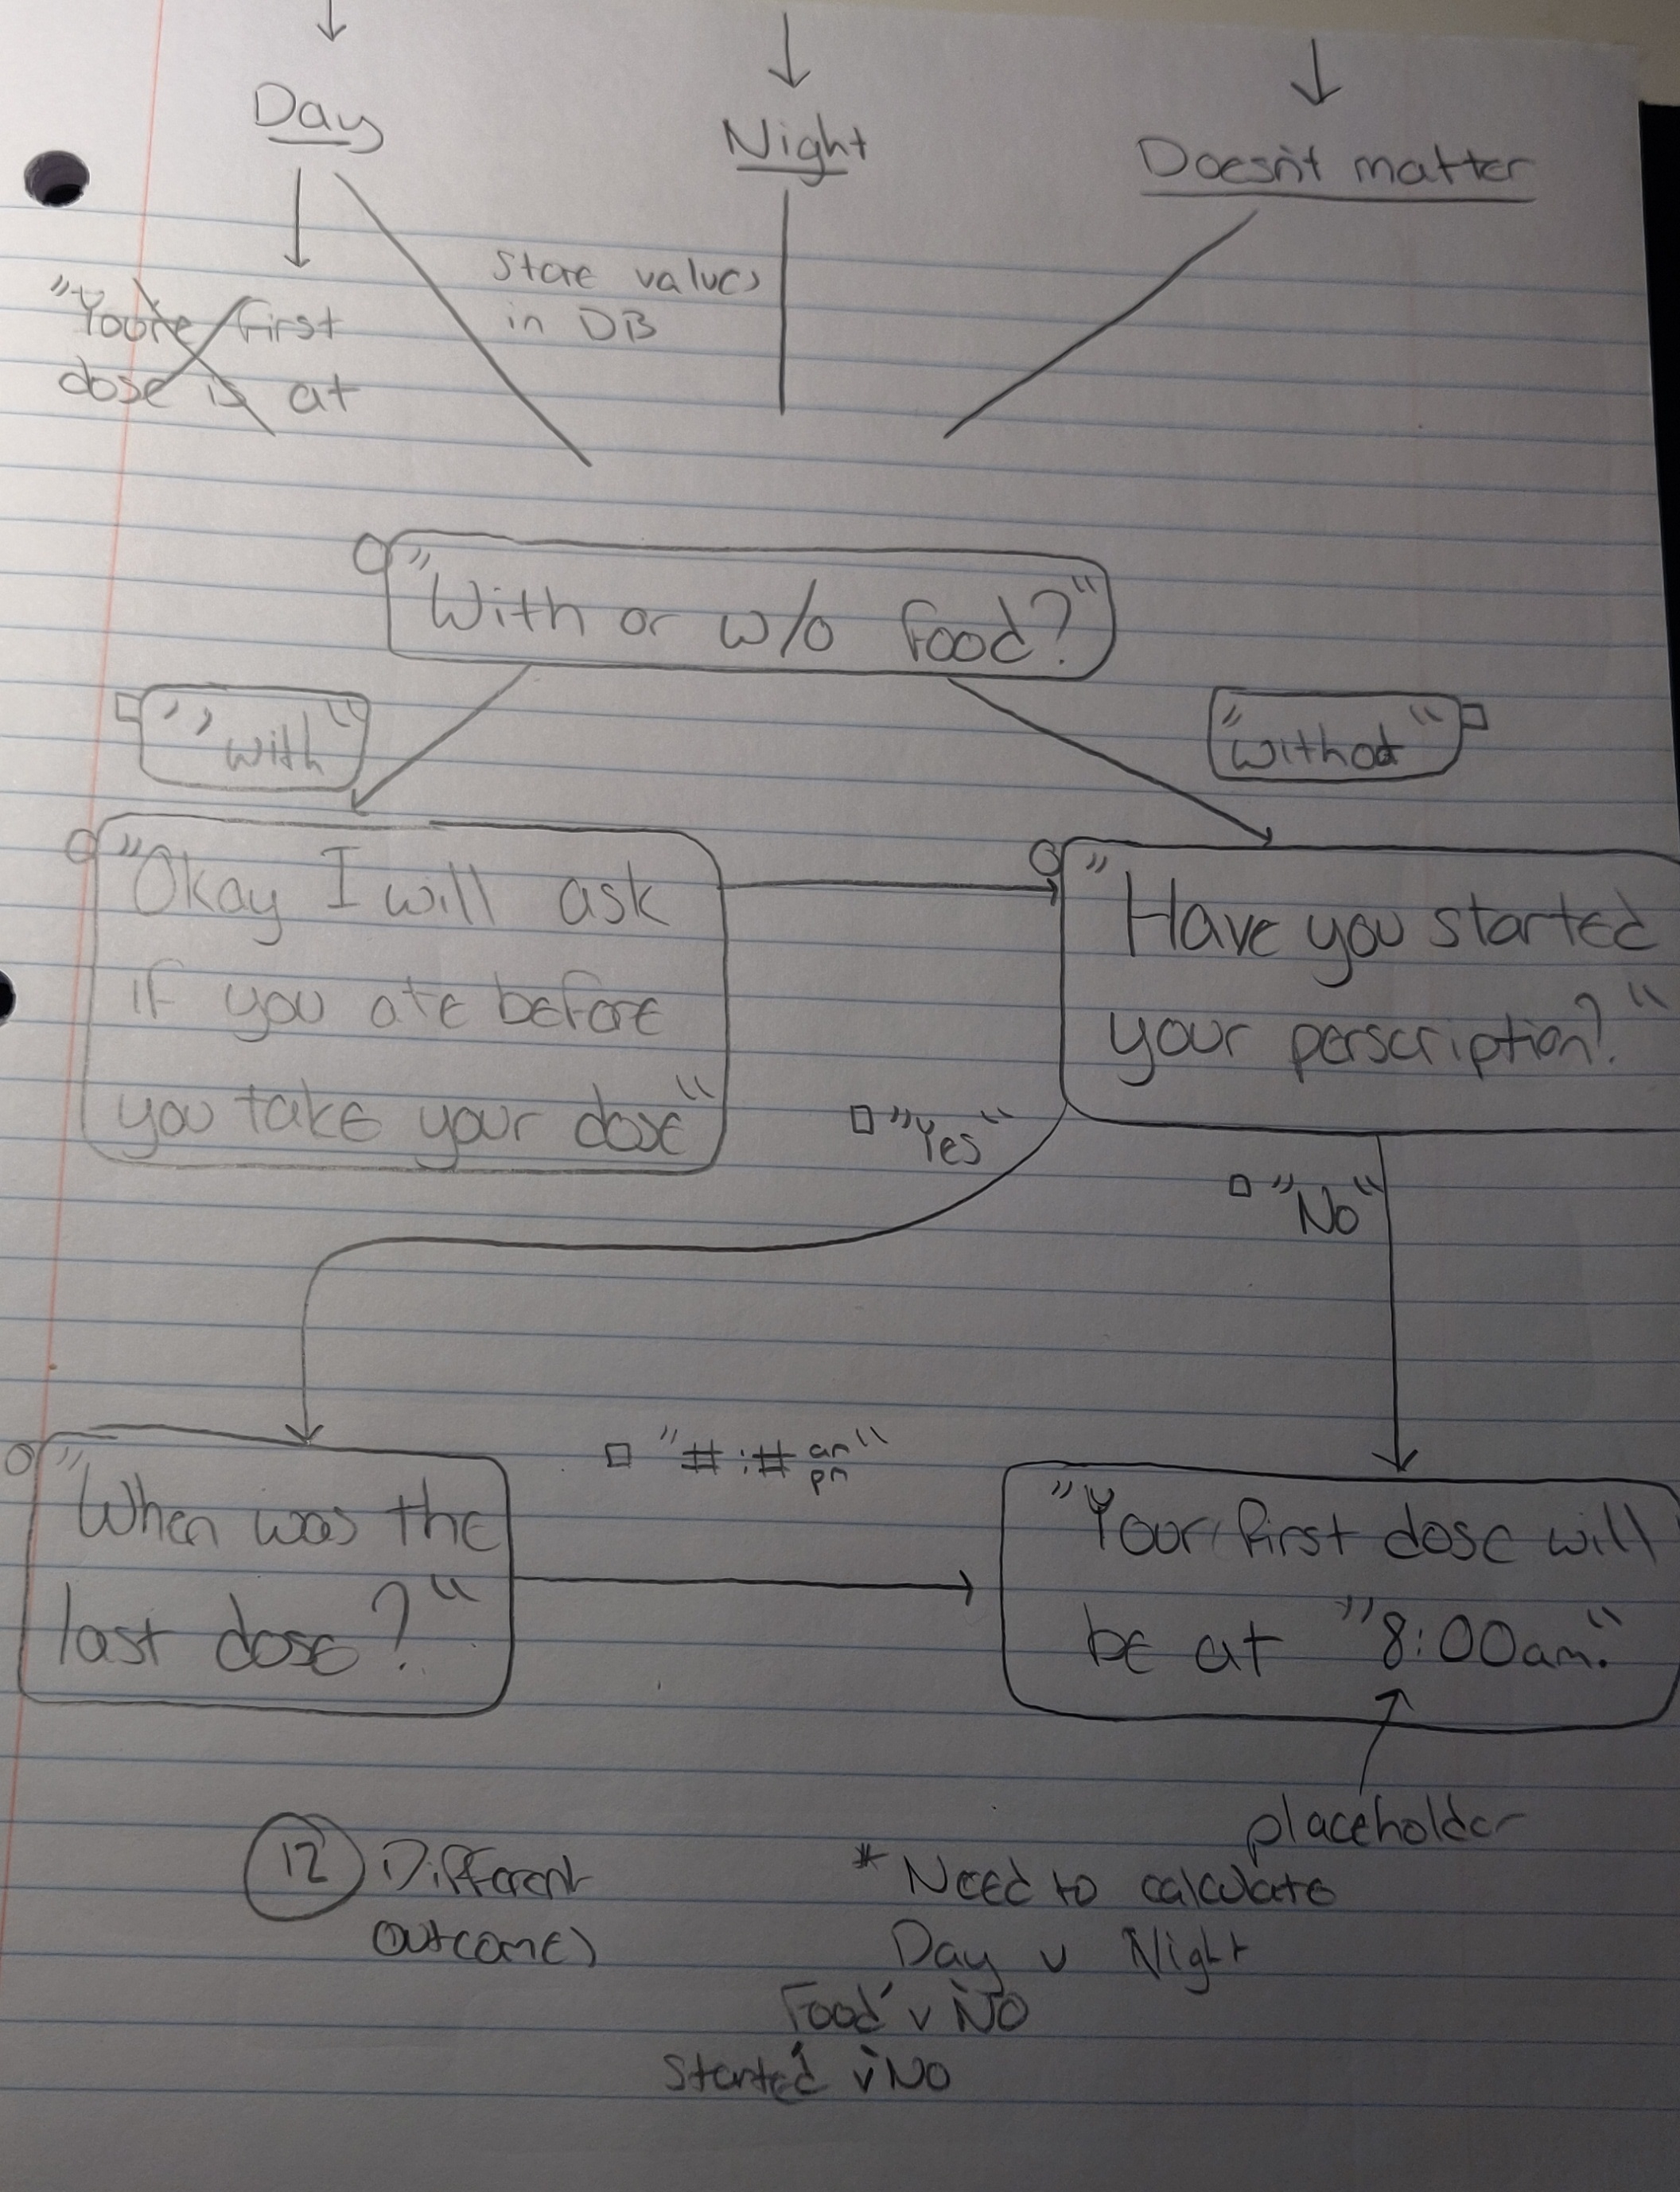 Day
Night
Doesn't matter
Store values
in DB
"You're first
dose is at
"With or w/o food?"
"with"
"without"
"Okay I will ask
if you ate before
you take your dose"
"Have you started
your perscription?"
"Yes"
"No"
"When was the
last dose?"
"#:# am
pm"
"Your first dose will
be at "8:00am."
placeholder
12 Different
outcomes
*Need to calculate
Day v Night
Food v No
Started v No